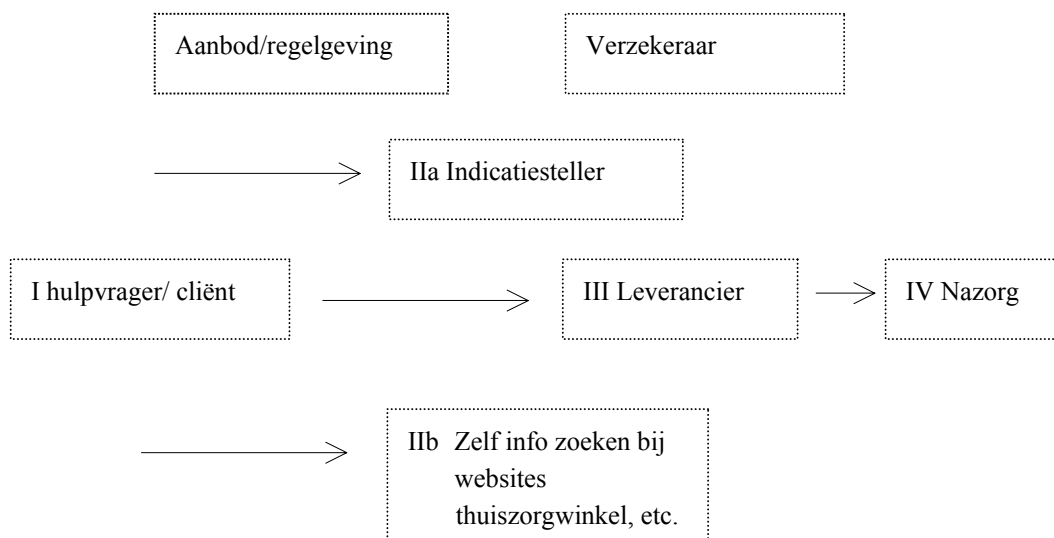 Aanbod/regelgeving
Verzekeraar
IIa Indicatiesteller
I hulpvrager/ cliënt
III Leverancier
IV Nazorg
IIb Zelf info zoeken bij
websites
thuiszorgwinkel, etc.